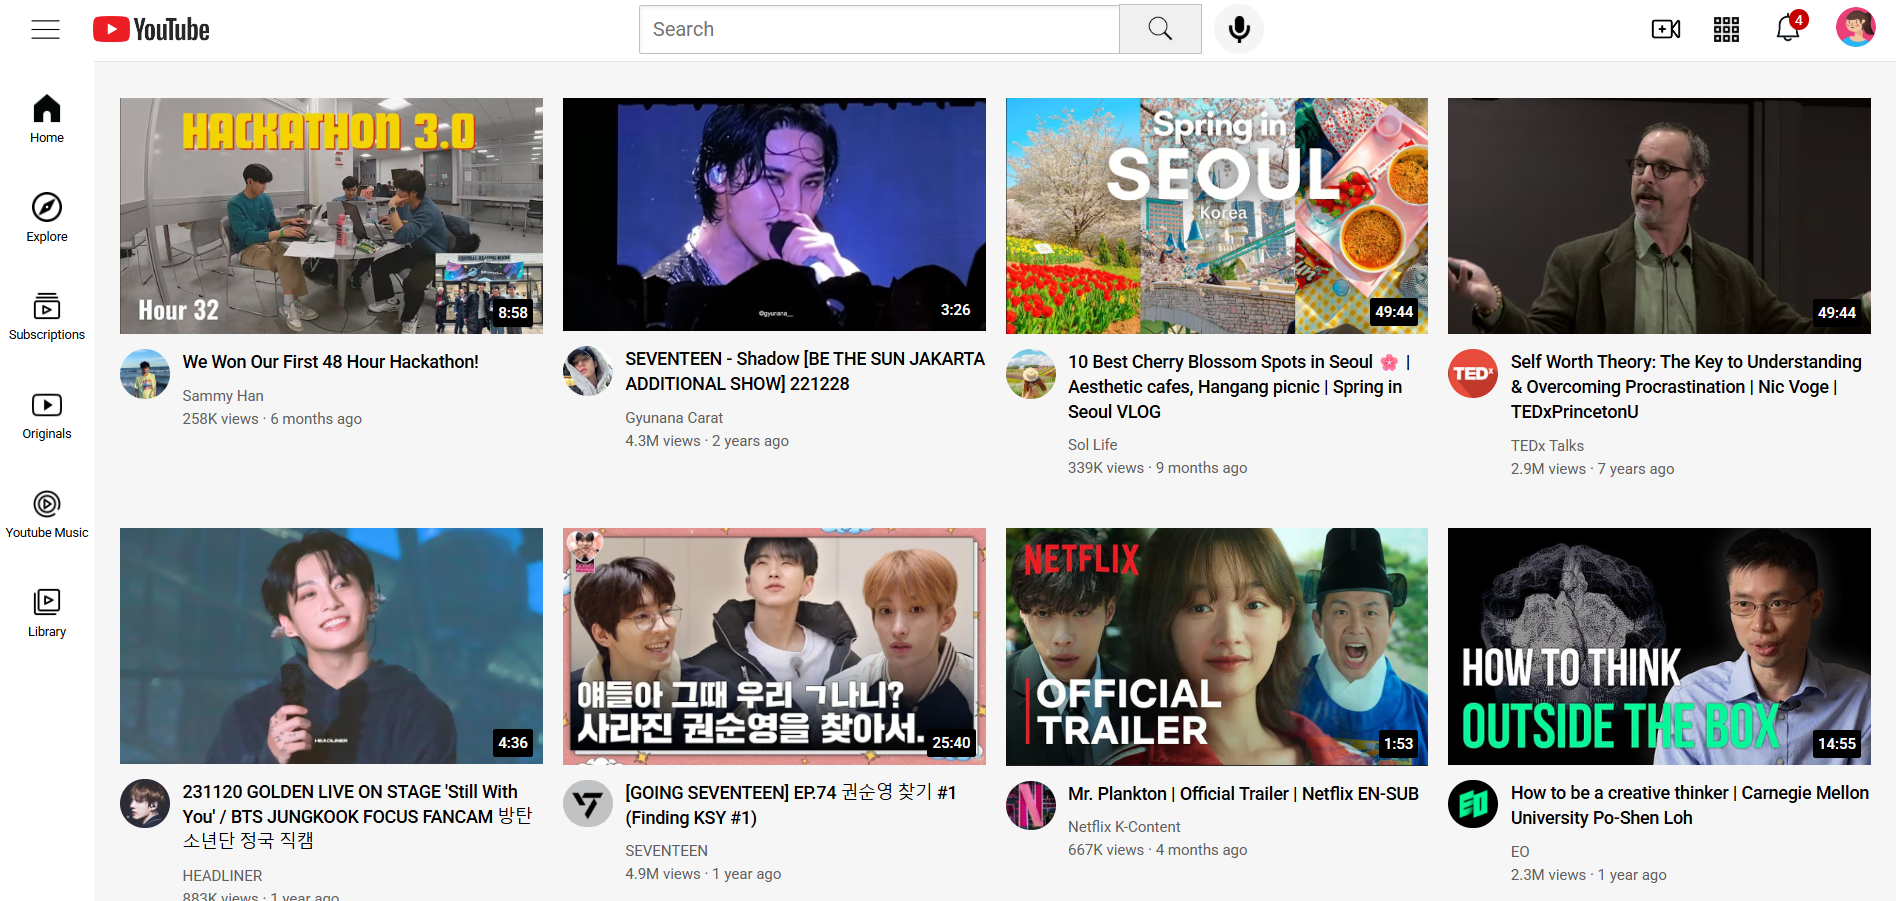 YouTube
Search
4
Home
Explore
Subscriptions
Originals
Youtube Music
Library
HACKATHON 3.0
Hour 32
CENTRAL READING ROOM
8:58
We Won Our First 48 Hour Hackathon!
Sammy Han
258K views · 6 months ago
@gyunana__
3:26
SEVENTEEN - Shadow [BE THE SUN JAKARTA
ADDITIONAL SHOW] 221228
Gyunana Carat
4.3M views · 2 years ago
Spring in
SEOUL
Korea
49:44
10 Best Cherry Blossom Spots in Seoul 🌸 |
Aesthetic cafes, Hangang picnic | Spring in
Seoul VLOG
Sol Life
339K views · 9 months ago
49:44
TEDx
Self Worth Theory: The Key to Understanding
& Overcoming Procrastination | Nic Voge |
TEDxPrincetonU
TEDx Talks
2.9M views · 7 years ago
HEADLINER
4:36
231120 GOLDEN LIVE ON STAGE 'Still With
You' / BTS JUNGKOOK FOCUS FANCAM 방탄
소년단 정국 직캠
HEADLINER
883K views · 1 year ago
GOING
얘들아 그때 우리 ㄱ나니?
사라진 권순영을 찾아서.
25:40
[GOING SEVENTEEN] EP.74 권순영 찾기 #1
(Finding KSY #1)
SEVENTEEN
4.9M views · 1 year ago
NETFLIX
OFFICIAL
TRAILER
1:53
N
Mr. Plankton | Official Trailer | Netflix EN-SUB
Netflix K-Content
667K views · 4 months ago
HOW TO THINK
OUTSIDE THE BOX
14:55
EO
How to be a creative thinker | Carnegie Mellon
University Po-Shen Loh
EO
2.3M views · 1 year ago